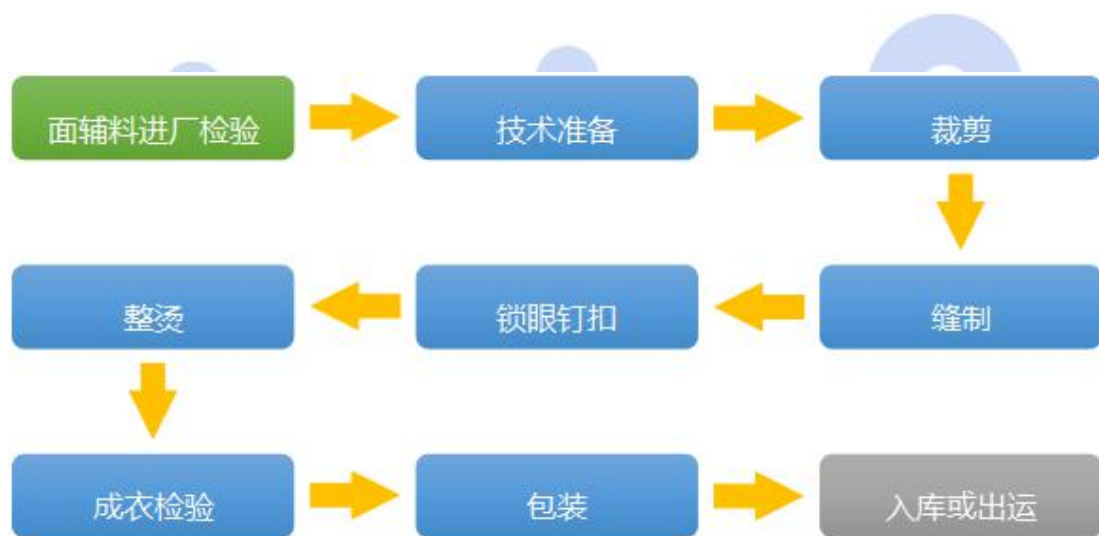 面辅料进厂检验
技术准备
裁剪
缝制
锁眼钉扣
整烫
成衣检验
包装
入库或出运